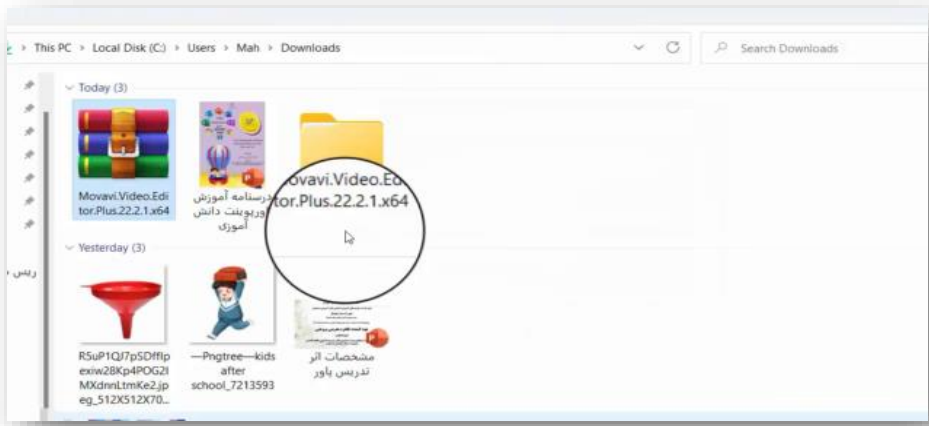 This PC > Local Disk (C:) > Users > Mah > Downloads
Search Downloads
Today (3)
Movavi.Video.Edi
tor.Plus.22.2.1.x64
درسنامه آموزش
پاورپوینت دانش
آموزی
ovavi.Video.Ed
tor.Plus.22.2.1.x64
Yesterday (3)
R5uP1QJ7pSDffIp
exiw28Kp4POG2I
MXdnnLtmKe2.jp
eg_512X512X70...
—Pngtree—kids
after
school_7213593
مشخصات اثر
تدریس یاور